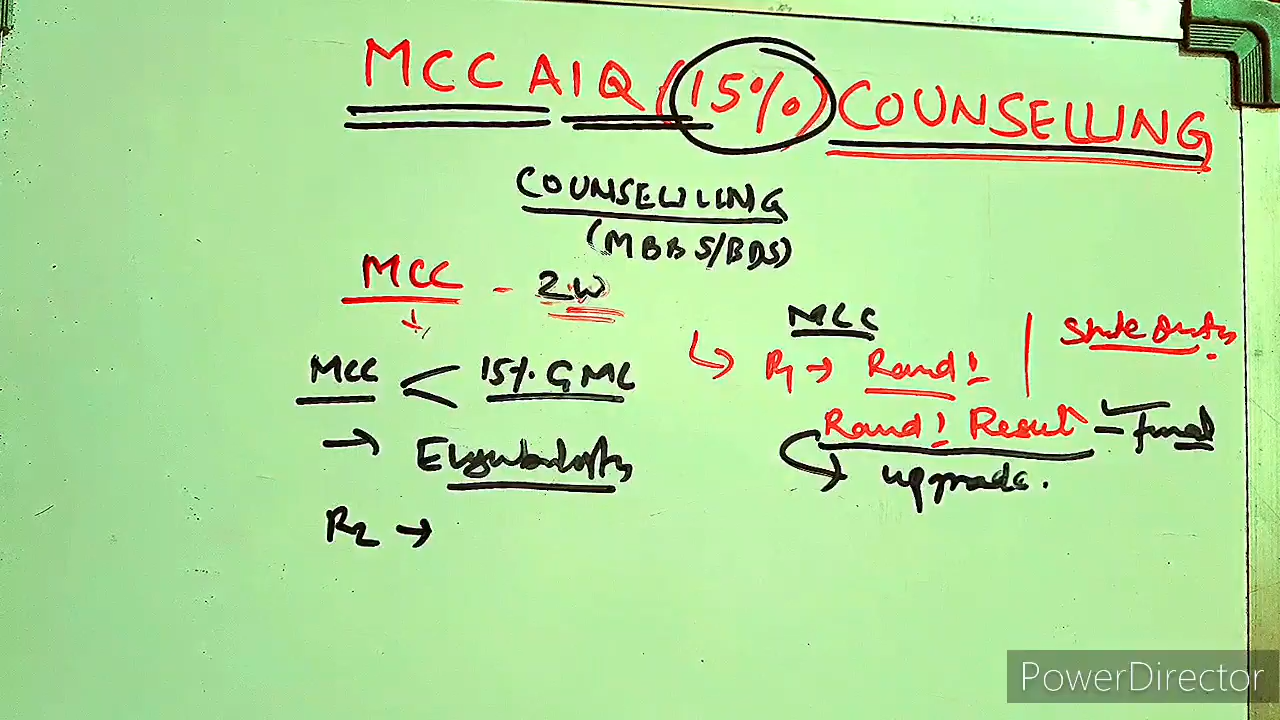 MCC AIQ (15%) COUNSELLING
COUNSELLING
(MBBS/BDS)
MCC - 2W
MCC < 15% GMC
→ Eligibility
R2 →
MCC
↳ R1 → Round 1 | State
Round 1 Result - final
↳ upgrade.
PowerDirector